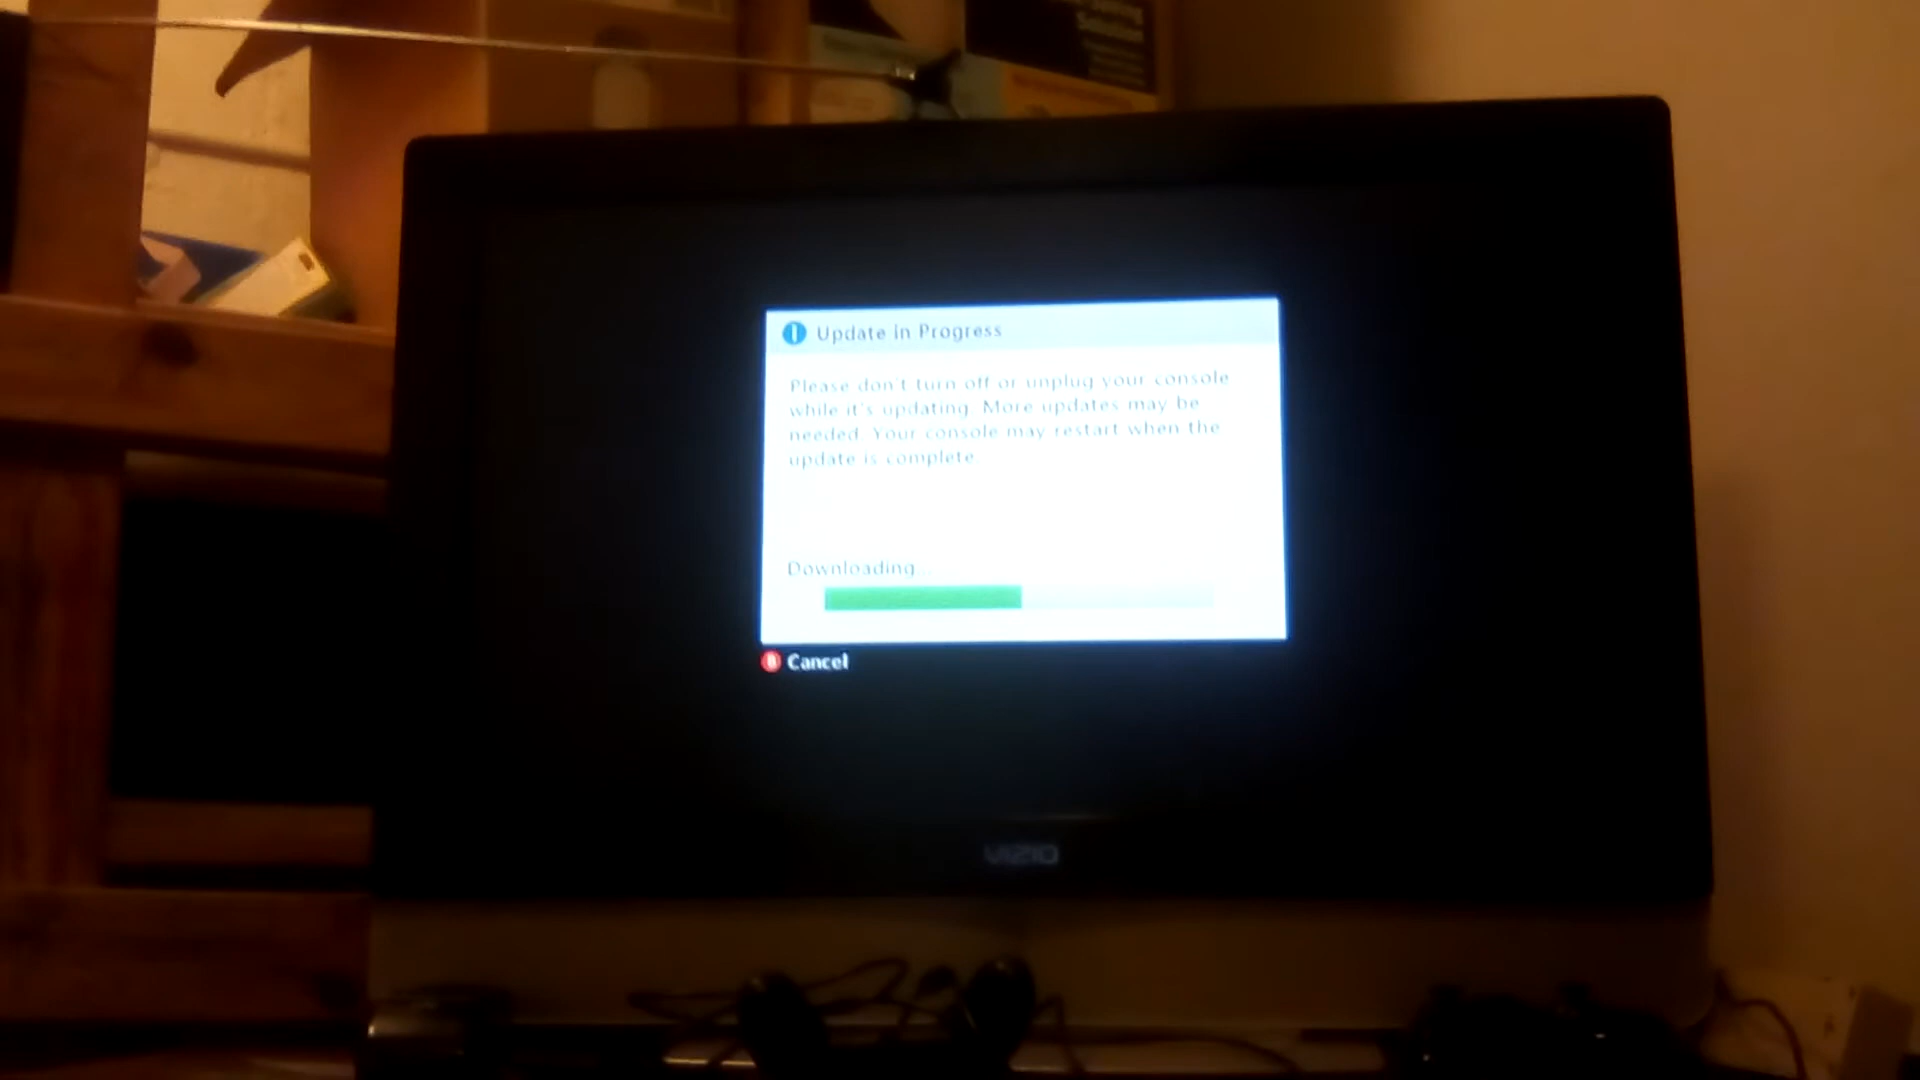 Solution
Update in Progress
Please don't turn off or unplug your console
while it's updating. More updates may be
needed. Your console may restart when the
update is complete.
Downloading...
B Cancel
VIZIO